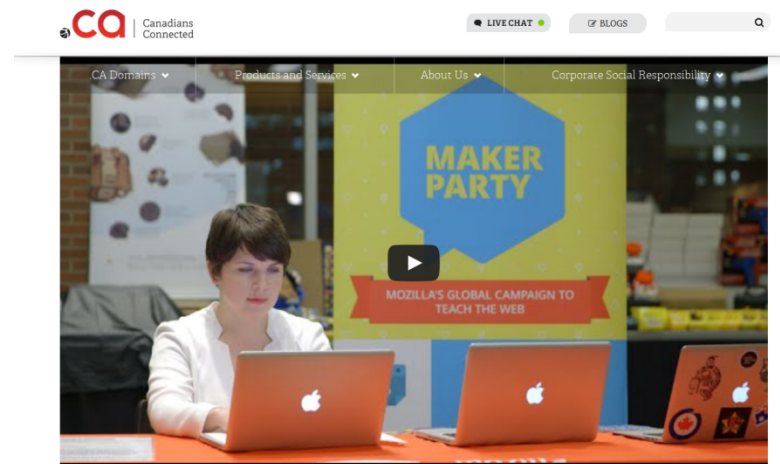 .ca
Canadians
Connected
LIVE CHAT
BLOGS
.CA Domains
Products and Services
About Us
Corporate Social Responsibility
MAKER
PARTY
MOZILLA'S GLOBAL CAMPAIGN TO
TEACH THE WEB